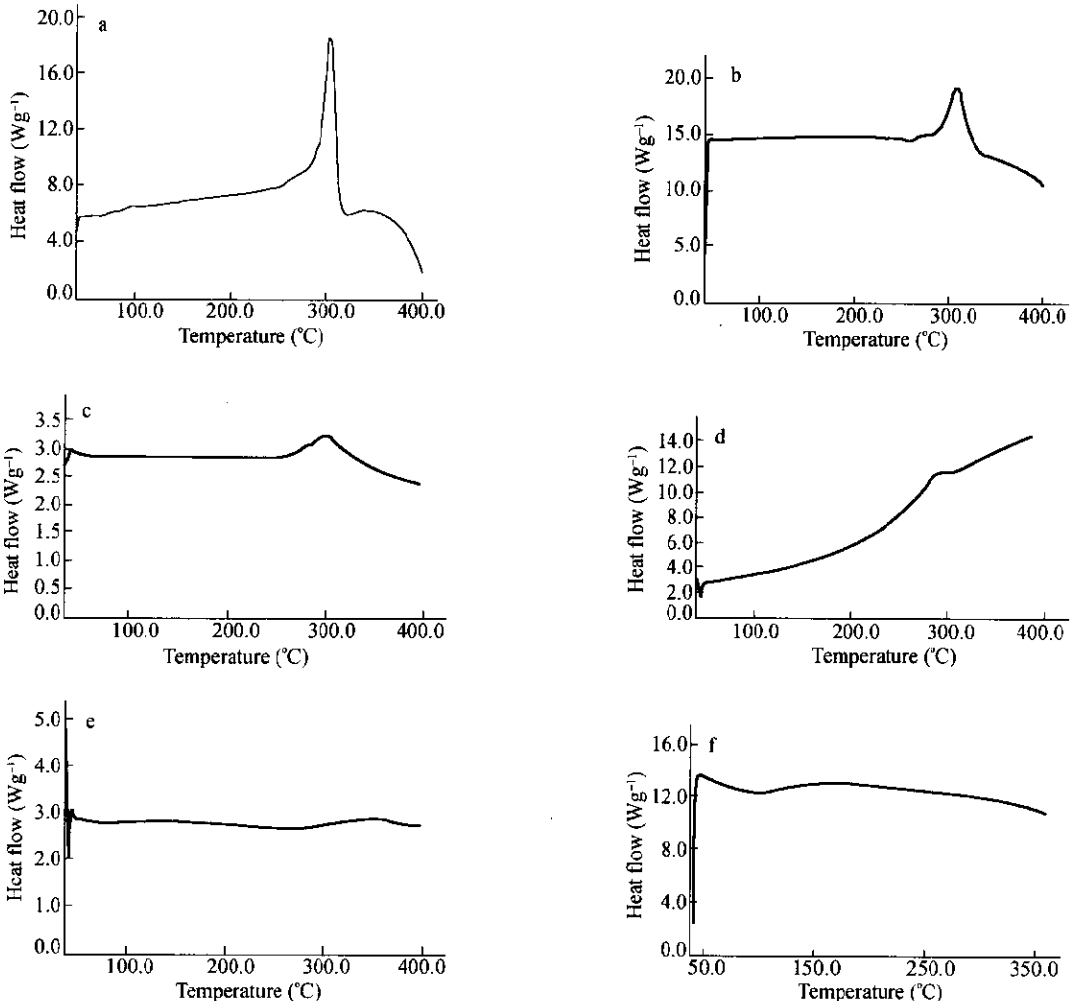 a
20.0
16.0
12.0
8.0
4.0
0.0
Heat flow (Wg⁻¹)
100.0 200.0 300.0 400.0
Temperature (°C)
b
20.0
15.0
10.0
5.0
0.0
Heat flow (Wg⁻¹)
100.0 200.0 300.0 400.0
Temperature (°C)
c
3.5
3.0
2.5
2.0
1.5
1.0
0.5
0.0
Heat flow (Wg⁻¹)
100.0 200.0 300.0 400.0
Temperature (°C)
d
14.0
12.0
10.0
8.0
6.0
4.0
2.0
0.0
Heat flow (Wg⁻¹)
100.0 200.0 300.0 400.0
Temperature (°C)
e
5.0
4.0
3.0
2.0
1.0
0.0
Heat flow (Wg⁻¹)
100.0 200.0 300.0 400.0
Temperature (°C)
f
16.0
12.0
8.0
4.0
0.0
Heat flow (Wg⁻¹)
50.0 150.0 250.0 350.0
Temperature (°C)